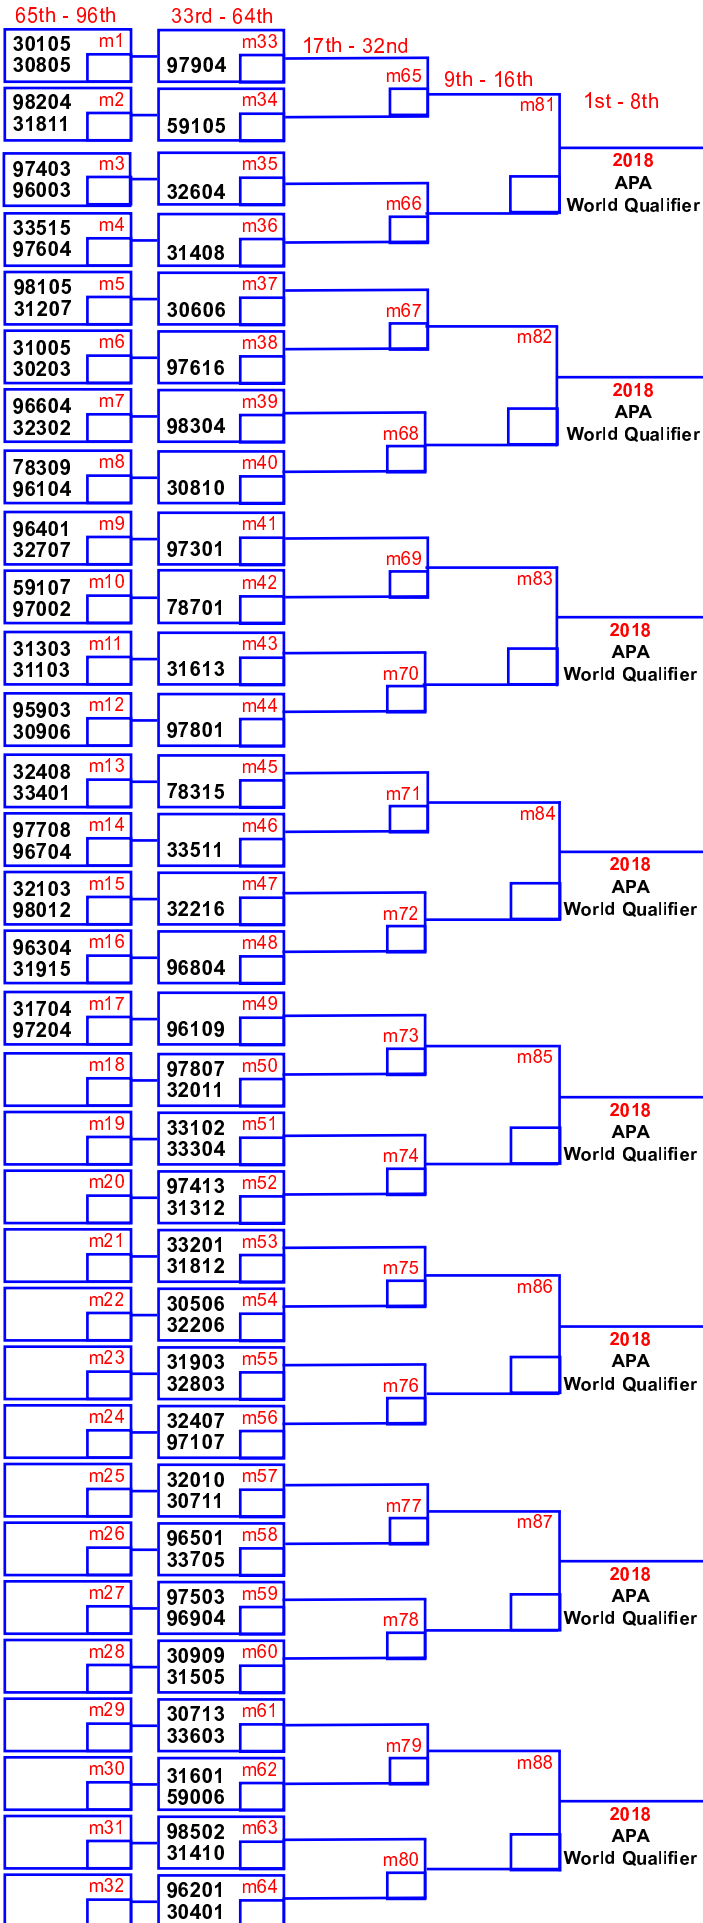 65th - 96th
33rd - 64th
17th - 32nd
9th - 16th
1st - 8th
30105 m1
30805
98204 m2
31811
97403 m3
96003
33515 m4
97604
98105 m5
31207
31005 m6
30203
96604 m7
32302
78309 m8
96104
96401 m9
32707
59107 m10
97002
31303 m11
31103
95903 m12
30906
32408 m13
33401
97708 m14
96704
32103 m15
98012
96304 m16
31915
31704 m17
97204
m18
m19
m20
m21
m22
m23
m24
m25
m26
m27
m28
m29
m30
m31
m32
m33
97904
m34
59105
m35
32604
m36
31408
m37
30606
m38
97616
m39
98304
m40
30810
m41
97301
m42
78701
m43
31613
m44
97801
m45
78315
m46
33511
m47
32216
m48
96804
m49
96109
97807 m50
32011
33102 m51
33304
97413 m52
31312
33201 m53
31812
30506 m54
32206
31903 m55
32803
32407 m56
97107
32010 m57
30711
96501 m58
33705
97503 m59
96904
30909 m60
31505
30713 m61
33603
31601 m62
59006
98502 m63
31410
96201 m64
30401
m65
m66
m67
m68
m69
m70
m71
m72
m73
m74
m75
m76
m77
m78
m79
m80
m81
m82
m83
m84
m85
m86
m87
m88
2018
APA
World Qualifier
2018
APA
World Qualifier
2018
APA
World Qualifier
2018
APA
World Qualifier
2018
APA
World Qualifier
2018
APA
World Qualifier
2018
APA
World Qualifier
2018
APA
World Qualifier